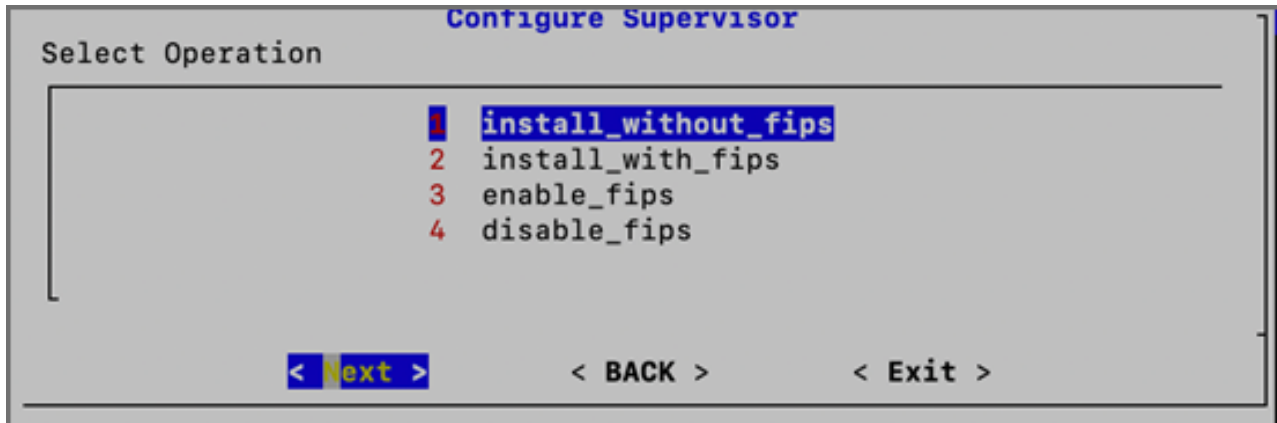 Configure Supervisor
Select Operation
1 install_without_fips
2 install_with_fips
3 enable_fips
4 disable_fips
< Next > < BACK > < Exit >